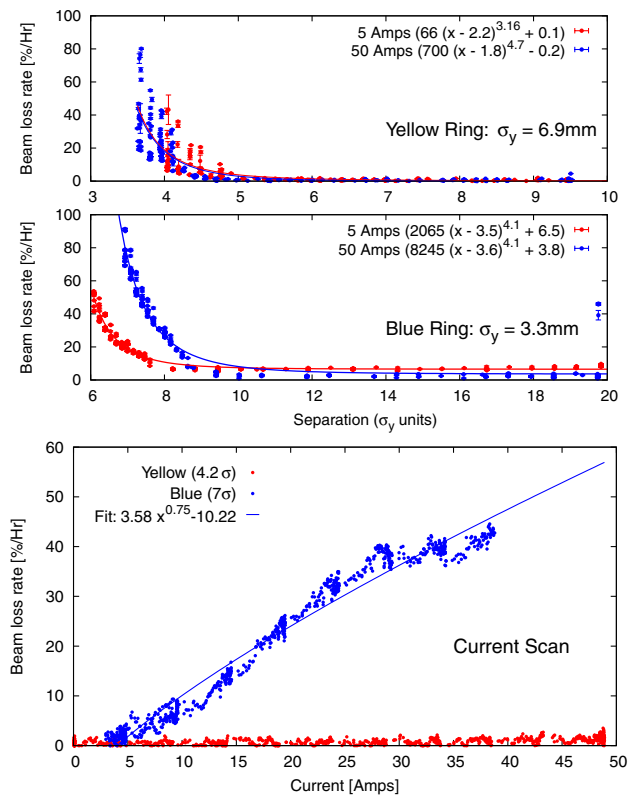 100
80
60
40
20
0
Beam loss rate [%/Hr]
5 Amps (66 (x - 2.2)^3.16 + 0.1)
50 Amps (700 (x - 1.8)^4.7 - 0.2)
Yellow Ring: σ_y = 6.9mm
3 4 5 6 7 8 9 10
100
80
60
40
20
0
Beam loss rate [%/Hr]
5 Amps (2065 (x - 3.5)^4.1 + 6.5)
50 Amps (8245 (x - 3.6)^4.1 + 3.8)
Blue Ring: σ_y = 3.3mm
6 8 10 12 14 16 18 20
Separation (σ_y units)
60
50
40
30
20
10
0
Beam loss rate [%/Hr]
Yellow (4.2 σ)
Blue (7σ)
Fit: 3.58 x^0.75-10.22
Current Scan
0 5 10 15 20 25 30 35 40 45 50
Current [Amps]